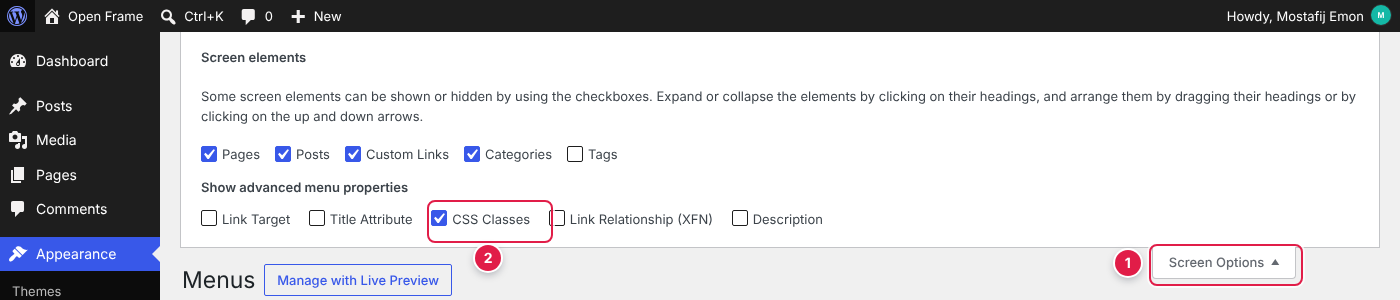 Open Frame Ctrl+K 0 New Howdy, Mostafij Emon M
Dashboard
Posts
Media
Pages
Comments
Appearance
Themes
Screen elements
Some screen elements can be shown or hidden by using the checkboxes. Expand or collapse the elements by clicking on their headings, and arrange them by dragging their headings or by
clicking on the up and down arrows.
Pages Posts Custom Links Categories Tags
Show advanced menu properties
Link Target Title Attribute CSS Classes Link Relationship (XFN) Description
2
1 Screen Options
Menus Manage with Live Preview